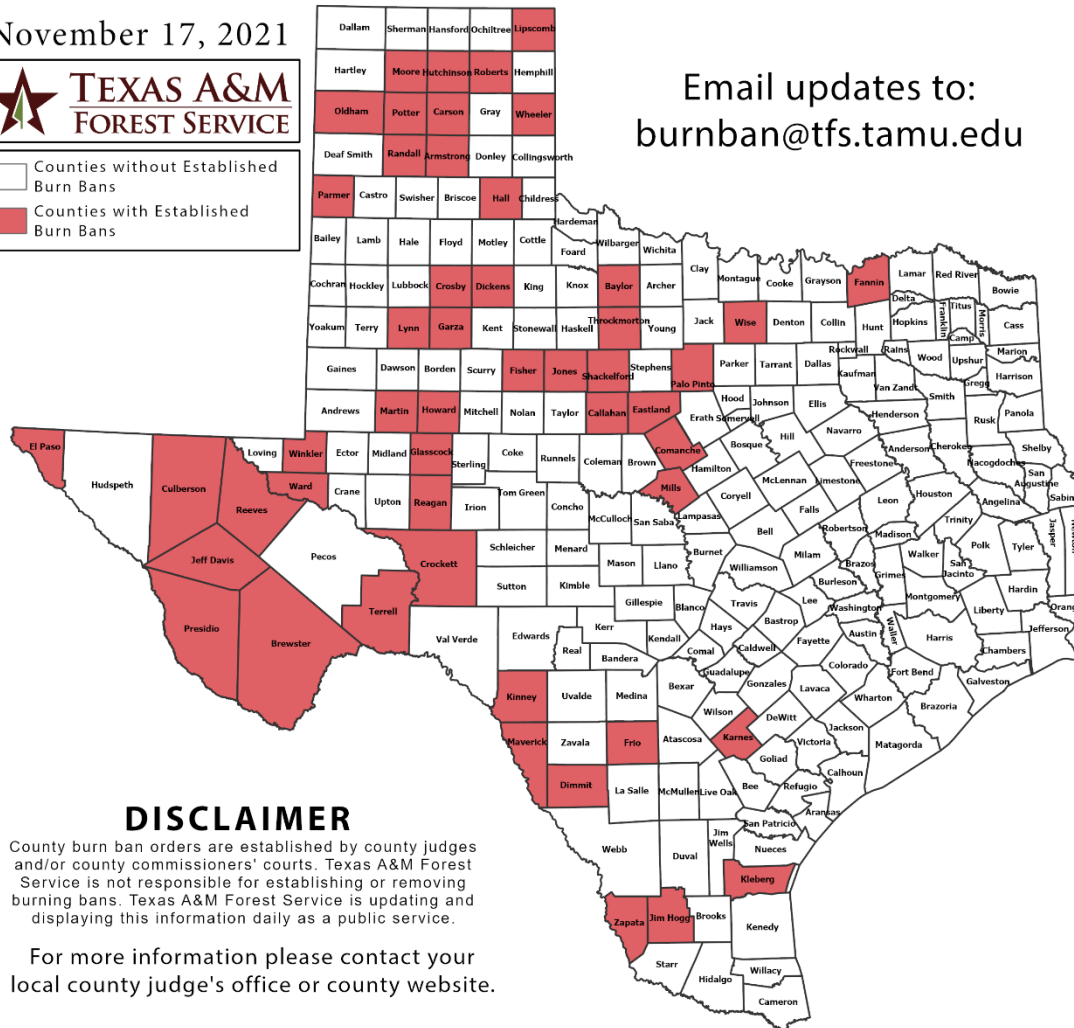 November 17, 2021
TEXAS A&M
FOREST SERVICE
Counties without Established
Burn Bans
Counties with Established
Burn Bans
Email updates to:
burnban@tfs.tamu.edu
Dallam Sherman Hansford Ochiltree Lipscomb
Hartley Moore Hutchinson Roberts Hemphill
Oldham Potter Carson Gray Wheeler
Deaf Smith Randall Armstrong Donley Collingsworth
Parmer Castro Swisher Briscoe Hall Childress
Hardeman
Bailey Lamb Hale Floyd Motley Cottle Foard Wilbarger Wichita
Clay Montague Cooke Grayson Fannin Lamar Red River Bowie
Cochran Hockley Lubbock Crosby Dickens King Knox Baylor Archer
Delta Franklin Titus Morris Cass
Yoakum Terry Lynn Garza Kent Stonewall Haskell Throckmorton Young Jack Wise Denton Collin Hunt Hopkins
Camp Marion
Rockwall Rains Wood Upshur
Gaines Dawson Borden Scurry Fisher Jones Shackelford Stephens Palo Pinto Parker Tarrant Dallas Kaufman Van Zandt Gregg Harrison
Andrews Martin Howard Mitchell Nolan Taylor Callahan Eastland Erath Hood Somervell Johnson Ellis Henderson Smith Rusk Panola
El Paso Hudspeth Culberson Loving Winkler Ector Midland Glasscock Sterling Coke Runnels Coleman Brown Comanche Hamilton Bosque Hill Navarro Anderson Cherokee Shelby
Reeves Ward Crane Upton Reagan Irion Tom Green Concho Mills Coryell McLennan Limestone Freestone Nacogdoches San Augustine Sabin
McCulloch San Saba Lampasas Bell Falls Leon Houston Angelina
Jeff Davis Pecos Crockett Schleicher Menard Mason Llano Burnet Williamson Milam Robertson Madison Trinity Polk Tyler Jasper
Presidio Brewster Terrell Sutton Kimble Gillespie Blanco Travis Lee Burleson Brazos Grimes Walker San Jacinto Hardin
Washington Montgomery Liberty Orang
Val Verde Edwards Kerr Kendall Hays Bastrop Fayette Austin Waller Harris Jefferson
Real Bandera Comal Caldwell Chambers
Kinney Uvalde Medina Bexar Guadalupe Gonzales Lavaca Colorado Fort Bend Galveston
Wilson DeWitt Wharton Brazoria
Maverick Zavala Frio Atascosa Karnes Victoria Jackson Matagorda
Goliad Calhoun
Dimmit La Salle McMullen Live Oak Bee Refugio
Aransas
San Patricio
Webb Duval Jim Wells Nueces
Kleberg
Zapata Jim Hogg Brooks Kenedy
Starr Hidalgo Willacy
Cameron
DISCLAIMER
County burn ban orders are established by county judges
and/or county commissioners' courts. Texas A&M Forest
Service is not responsible for establishing or removing
burning bans. Texas A&M Forest Service is updating and
displaying this information daily as a public service.
For more information please contact your
local county judge's office or county website.